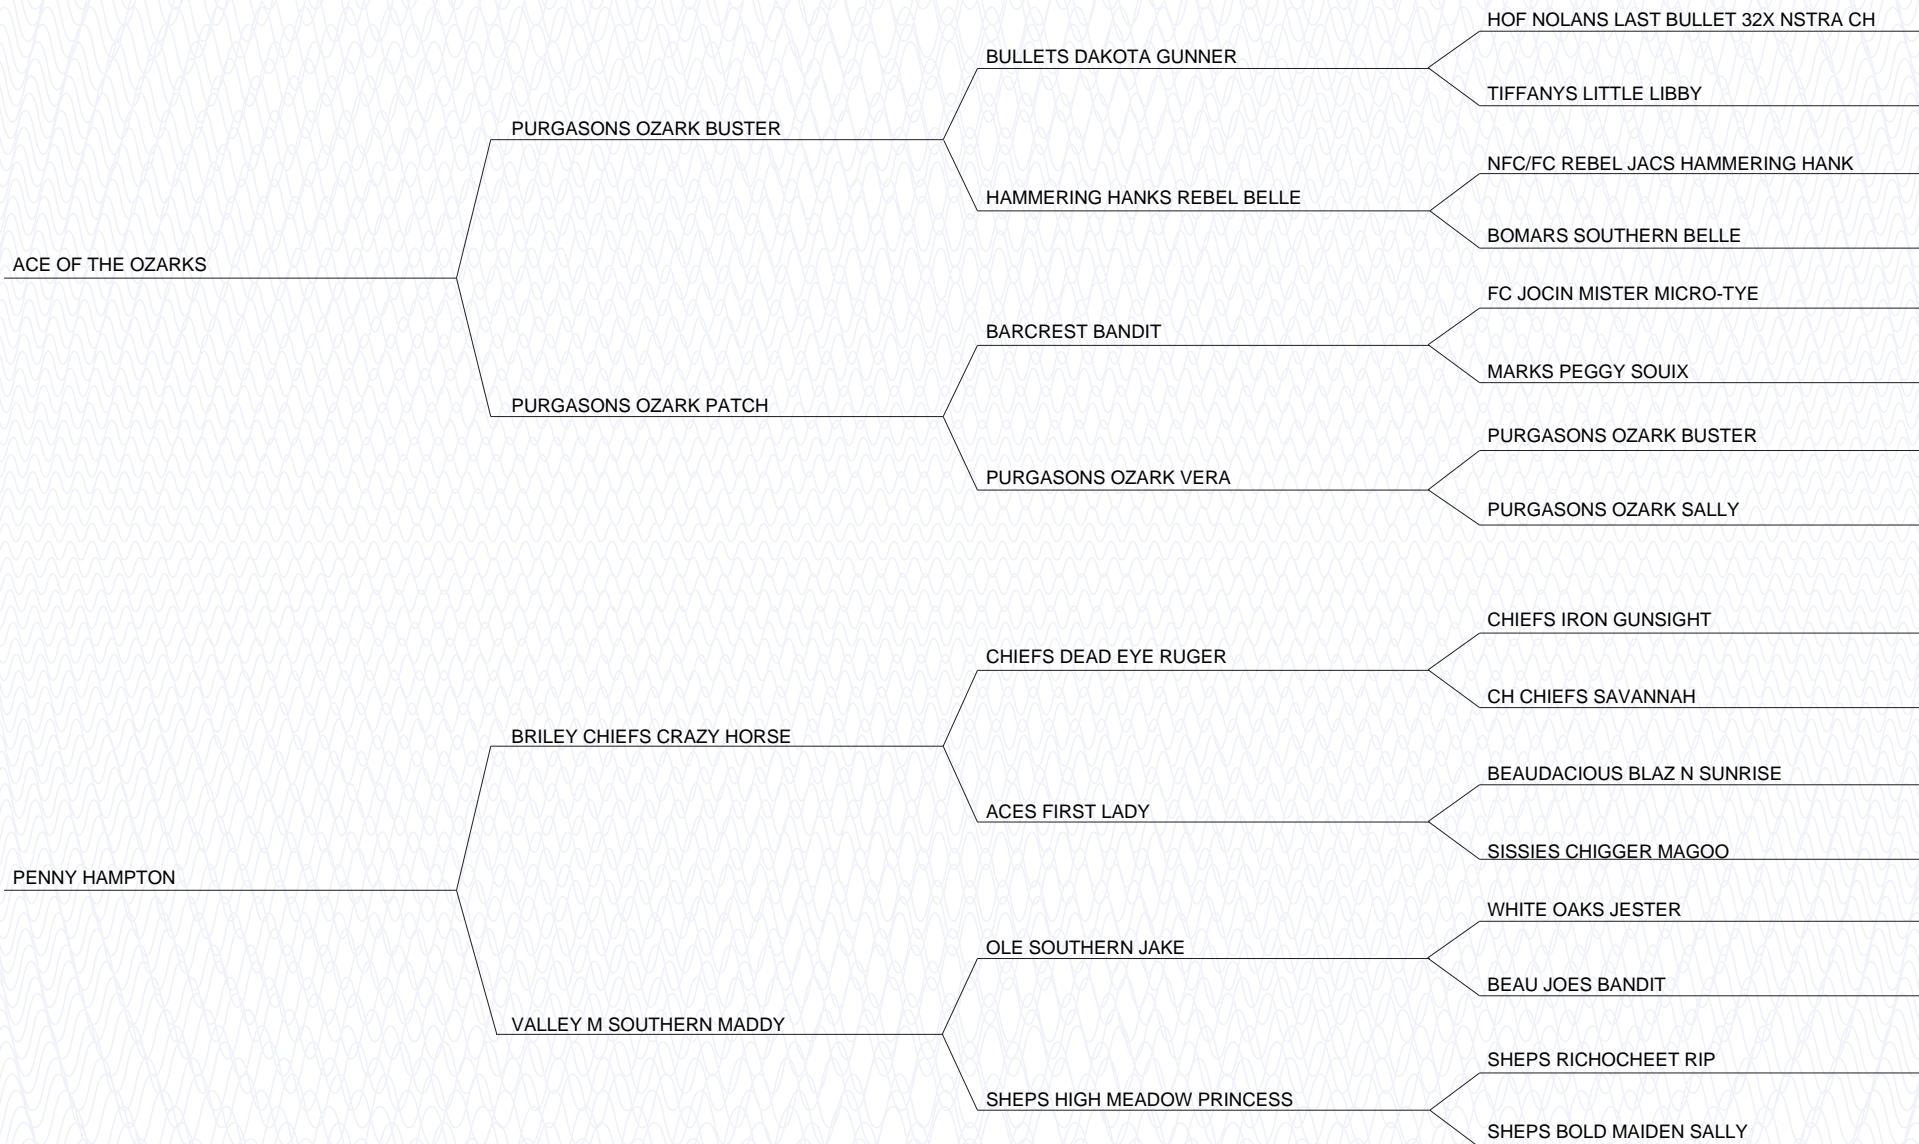 HOF NOLANS LAST BULLET 32X NSTRA CH
BULLETS DAKOTA GUNNER
TIFFANYS LITTLE LIBBY
PURGASONS OZARK BUSTER
NFC/FC REBEL JACS HAMMERING HANK
HAMMERING HANKS REBEL BELLE
BOMARS SOUTHERN BELLE
ACE OF THE OZARKS
FC JOCIN MISTER MICRO-TYE
BARCREST BANDIT
MARKS PEGGY SOUIX
PURGASONS OZARK PATCH
PURGASONS OZARK BUSTER
PURGASONS OZARK VERA
PURGASONS OZARK SALLY
CHIEFS IRON GUNSIGHT
CHIEFS DEAD EYE RUGER
CH CHIEFS SAVANNAH
BRILEY CHIEFS CRAZY HORSE
BEAUDACIOUS BLAZ N SUNRISE
ACES FIRST LADY
SISSIES CHIGGER MAGOO
PENNY HAMPTON
WHITE OAKS JESTER
OLE SOUTHERN JAKE
BEAU JOES BANDIT
VALLEY M SOUTHERN MADDY
SHEPS RICHOCHEET RIP
SHEPS HIGH MEADOW PRINCESS
SHEPS BOLD MAIDEN SALLY